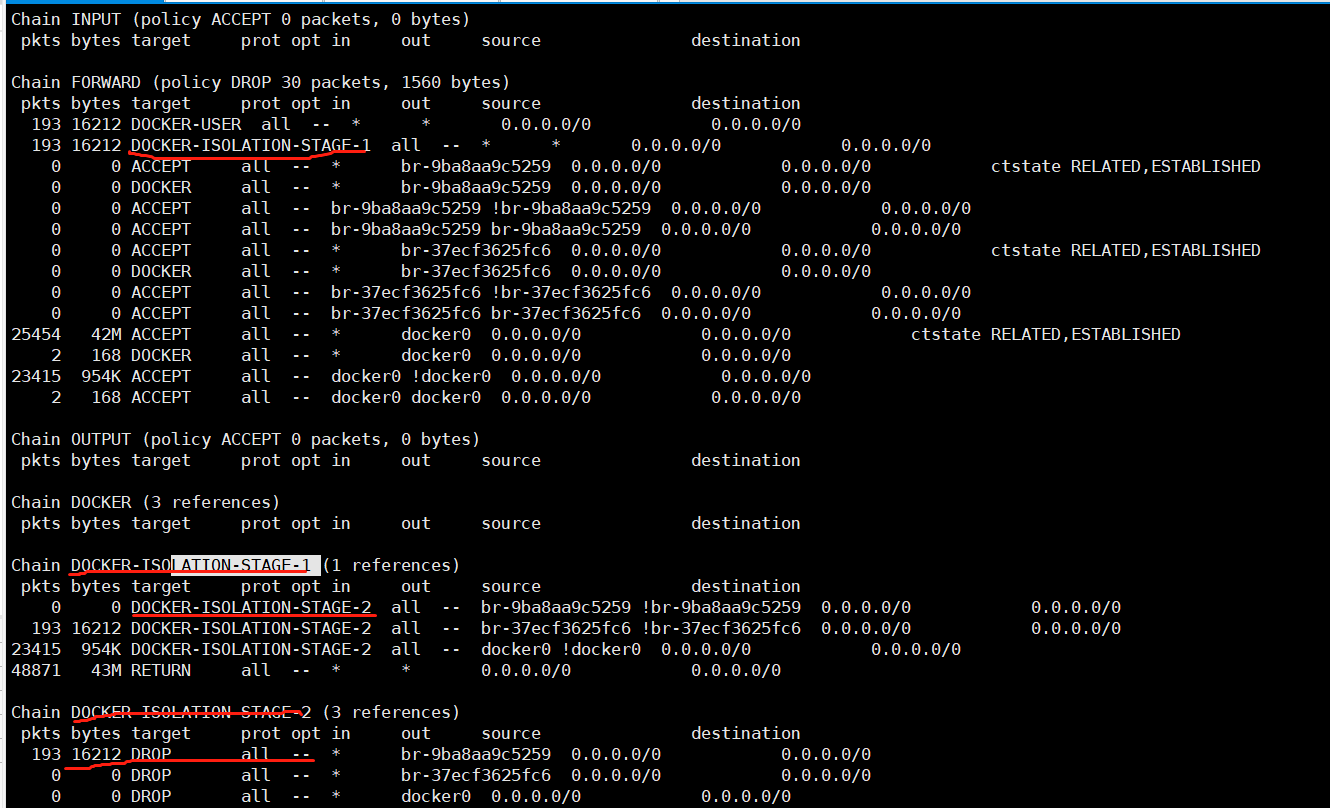 Chain INPUT (policy ACCEPT 0 packets, 0 bytes)
 pkts bytes target     prot opt in     out     source               destination

Chain FORWARD (policy DROP 30 packets, 1560 bytes)
 pkts bytes target     prot opt in     out     source               destination
  193 16212 DOCKER-USER  all  --  *      *       0.0.0.0/0            0.0.0.0/0
  193 16212 DOCKER-ISOLATION-STAGE-1  all  --  *      *       0.0.0.0/0            0.0.0.0/0
    0     0 ACCEPT     all  --  *      br-9ba8aa9c5259  0.0.0.0/0            0.0.0.0/0            ctstate RELATED,ESTABLISHED
    0     0 DOCKER     all  --  *      br-9ba8aa9c5259  0.0.0.0/0            0.0.0.0/0
    0     0 ACCEPT     all  --  br-9ba8aa9c5259 !br-9ba8aa9c5259  0.0.0.0/0            0.0.0.0/0
    0     0 ACCEPT     all  --  br-9ba8aa9c5259 br-9ba8aa9c5259  0.0.0.0/0            0.0.0.0/0
    0     0 ACCEPT     all  --  *      br-37ecf3625fc6  0.0.0.0/0            0.0.0.0/0            ctstate RELATED,ESTABLISHED
    0     0 DOCKER     all  --  *      br-37ecf3625fc6  0.0.0.0/0            0.0.0.0/0
    0     0 ACCEPT     all  --  br-37ecf3625fc6 !br-37ecf3625fc6  0.0.0.0/0            0.0.0.0/0
    0     0 ACCEPT     all  --  br-37ecf3625fc6 br-37ecf3625fc6  0.0.0.0/0            0.0.0.0/0
25454   42M ACCEPT     all  --  *      docker0  0.0.0.0/0            0.0.0.0/0            ctstate RELATED,ESTABLISHED
    2   168 DOCKER     all  --  *      docker0  0.0.0.0/0            0.0.0.0/0
23415  954K ACCEPT     all  --  docker0 !docker0  0.0.0.0/0            0.0.0.0/0
    2   168 ACCEPT     all  --  docker0 docker0  0.0.0.0/0            0.0.0.0/0

Chain OUTPUT (policy ACCEPT 0 packets, 0 bytes)
 pkts bytes target     prot opt in     out     source               destination

Chain DOCKER (3 references)
 pkts bytes target     prot opt in     out     source               destination

Chain DOCKER-ISOLATION-STAGE-1 (1 references)
 pkts bytes target     prot opt in     out     source               destination
    0     0 DOCKER-ISOLATION-STAGE-2  all  --  br-9ba8aa9c5259 !br-9ba8aa9c5259  0.0.0.0/0            0.0.0.0/0
  193 16212 DOCKER-ISOLATION-STAGE-2  all  --  br-37ecf3625fc6 !br-37ecf3625fc6  0.0.0.0/0            0.0.0.0/0
23415  954K DOCKER-ISOLATION-STAGE-2  all  --  docker0 !docker0  0.0.0.0/0            0.0.0.0/0
48871   43M RETURN     all  --  *      *       0.0.0.0/0            0.0.0.0/0

Chain DOCKER-ISOLATION-STAGE-2 (3 references)
 pkts bytes target     prot opt in     out     source               destination
  193 16212 DROP       all  --  *      br-9ba8aa9c5259  0.0.0.0/0            0.0.0.0/0
    0     0 DROP       all  --  *      br-37ecf3625fc6  0.0.0.0/0            0.0.0.0/0
    0     0 DROP       all  --  *      docker0  0.0.0.0/0            0.0.0.0/0